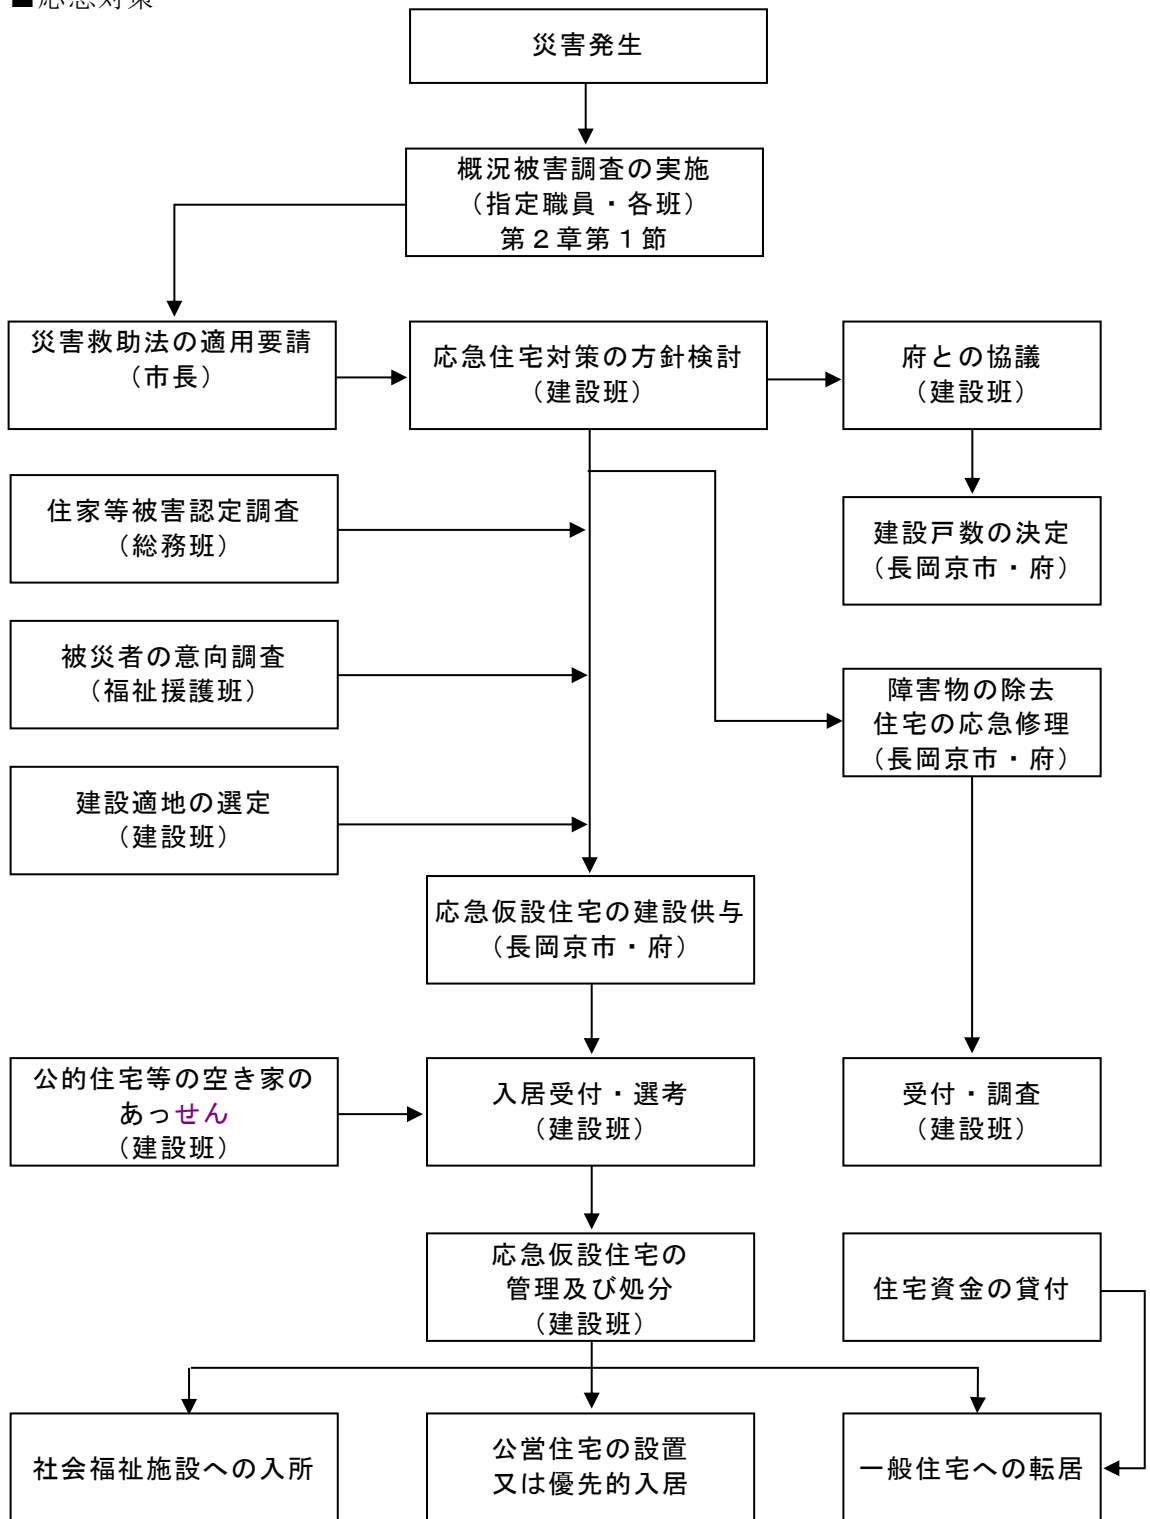 ■応急対策
災害発生
概況被害調査の実施
（指定職員・各班）
第２章第１節
災害救助法の適用要請
（市長）
応急住宅対策の方針検討
（建設班）
府との協議
（建設班）
住家等被害認定調査
（総務班）
建設戸数の決定
（長岡京市・府）
被災者の意向調査
（福祉援護班）
障害物の除去
住宅の応急修理
（長岡京市・府）
建設適地の選定
（建設班）
応急仮設住宅の建設供与
（長岡京市・府）
公的住宅等の空き家の
あっせん
（建設班）
入居受付・選考
（建設班）
受付・調査
（建設班）
応急仮設住宅の
管理及び処分
（建設班）
住宅資金の貸付
社会福祉施設への入所
公営住宅の設置
又は優先的入居
一般住宅への転居